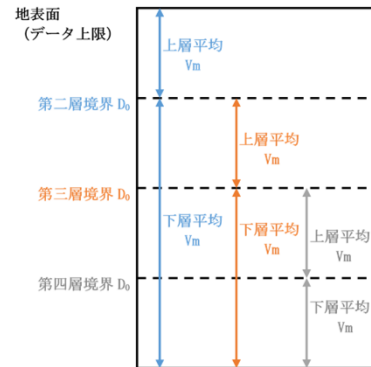 地表面
（データ上限）
上層平均
Vm
第二層境界 D₀
上層平均
Vm
第三層境界 D₀
下層平均
Vm
下層平均
Vm
上層平均
Vm
第四層境界 D₀
下層平均
Vm